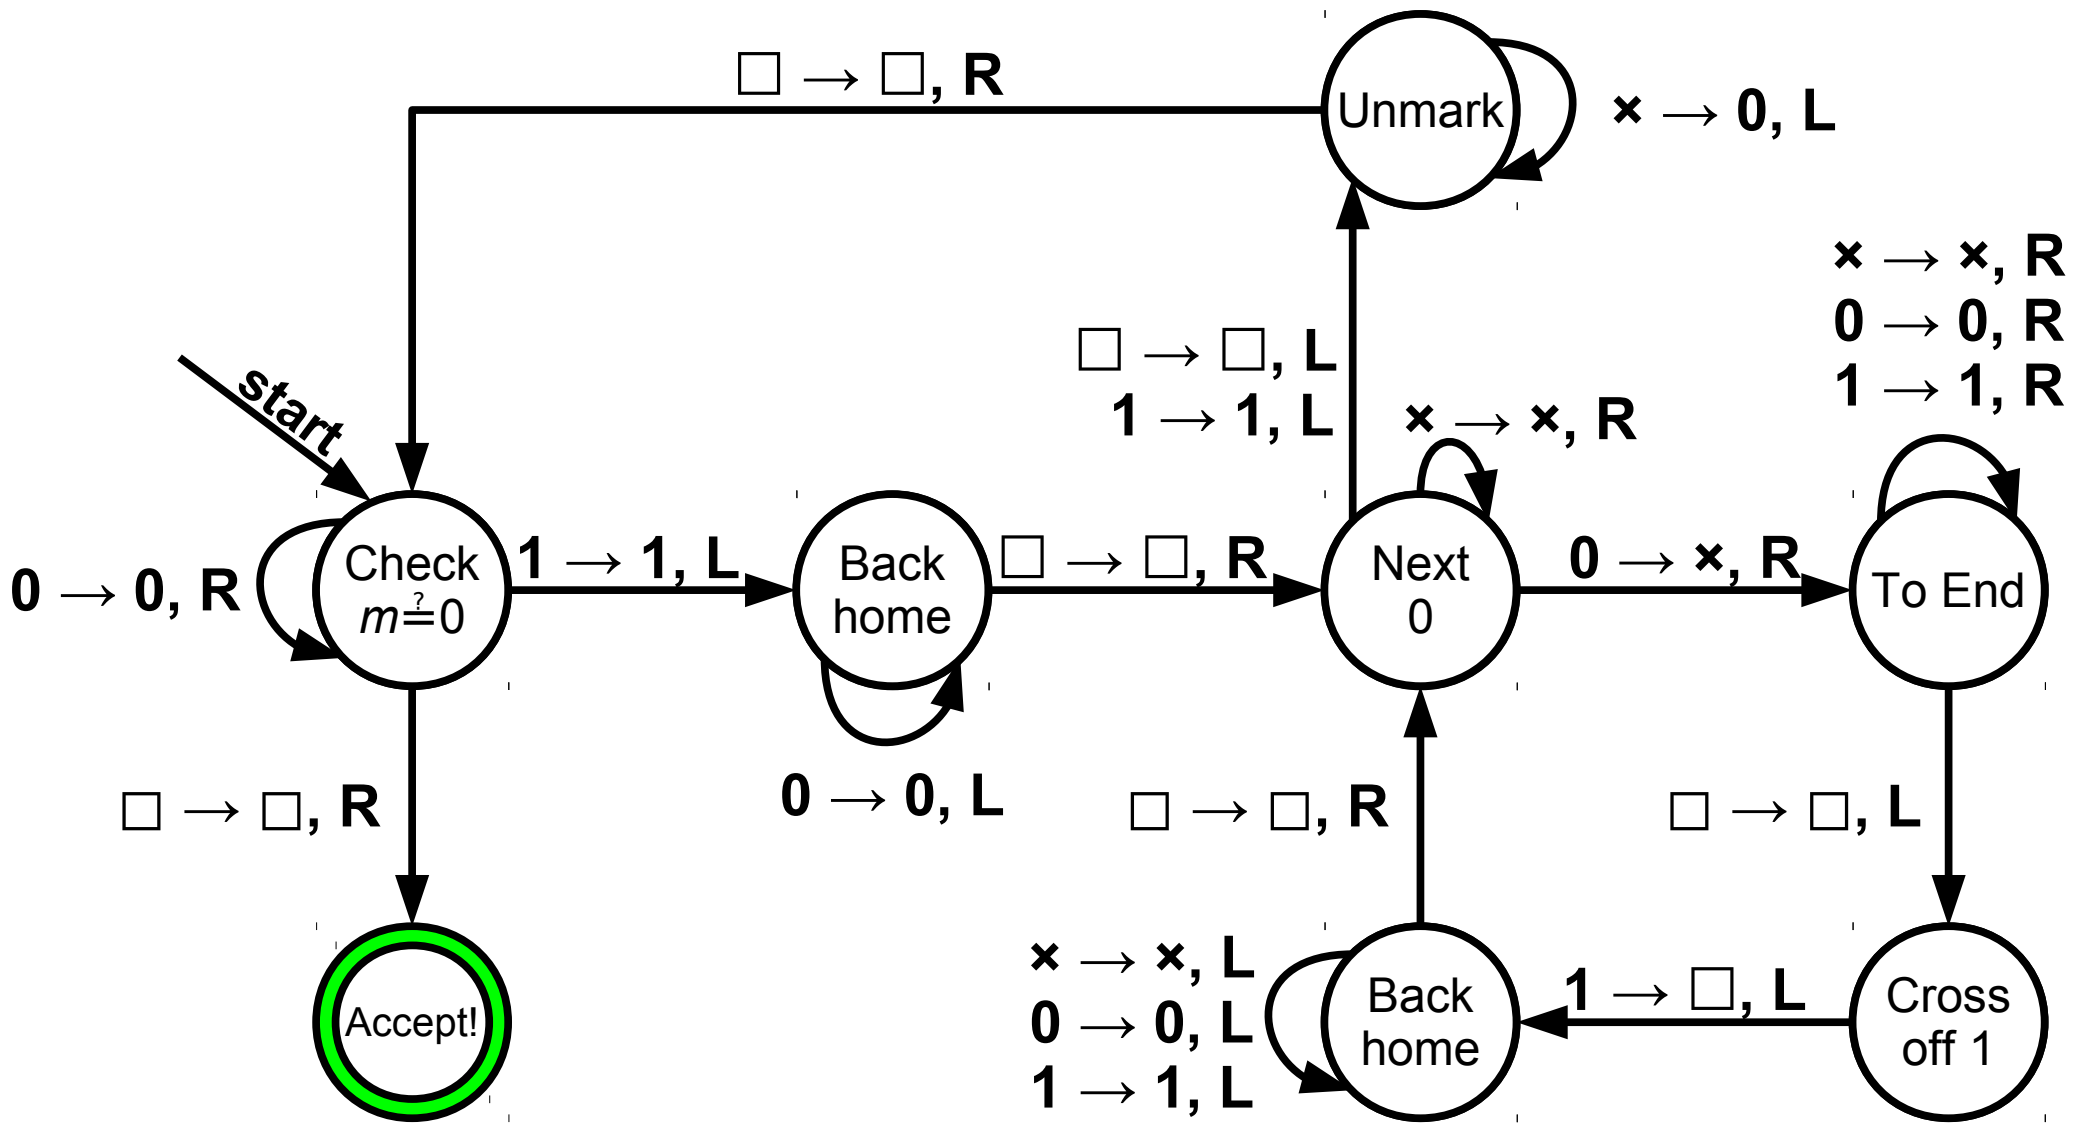 □ → □, R
Unmark
× → 0, L
× → ×, R
0 → 0, R
1 → 1, R
□ → □, L
1 → 1, L
× → ×, R
start
Check
m≟0
0 → 0, R
1 → 1, L
Back
home
□ → □, R
Next
0
0 → ×, R
To End
0 → 0, L
□ → □, R
□ → □, R
□ → □, L
Accept!
× → ×, L
0 → 0, L
1 → 1, L
Back
home
1 → □, L
Cross
off 1